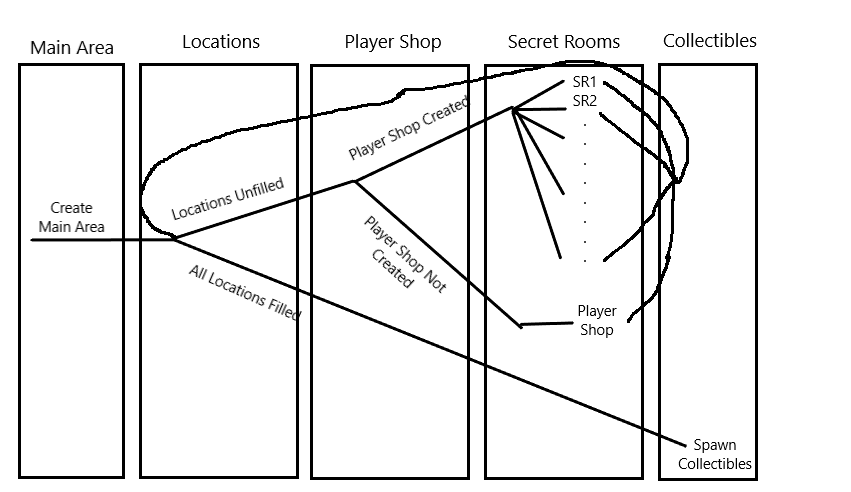 Main Area
Locations
Player Shop
Secret Rooms
Collectibles
Create
Main Area
Locations Unfilled
All Locations Filled
Player Shop Created
Player Shop Not
Created
SR1
SR2
Player
Shop
Spawn
Collectibles